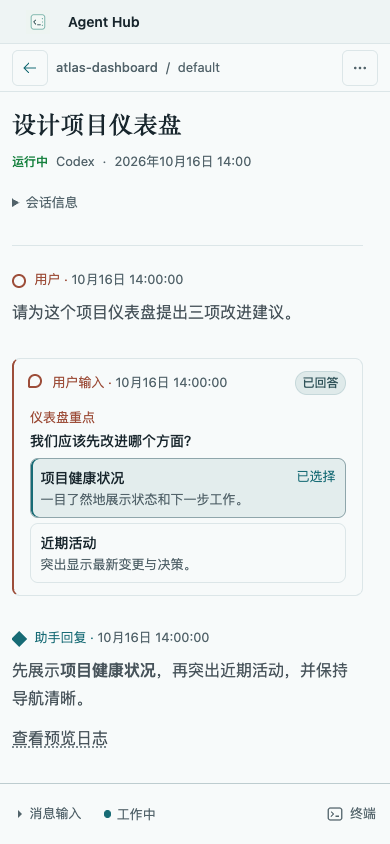 Agent Hub
atlas-dashboard / default
设计项目仪表盘
运行中 Codex · 2026年10月16日 14:00
会话信息
用户 · 10月16日 14:00:00
请为这个项目仪表盘提出三项改进建议。
用户输入 · 10月16日 14:00:00 已回答
仪表盘重点
我们应该先改进哪个方面?
项目健康状况 已选择
一目了然地展示状态和下一步工作。
近期活动
突出显示最新变更与决策。
助手回复 · 10月16日 14:00:00
先展示项目健康状况，再突出近期活动，并保持
导航清晰。
查看预览日志
消息输入 工作中 终端